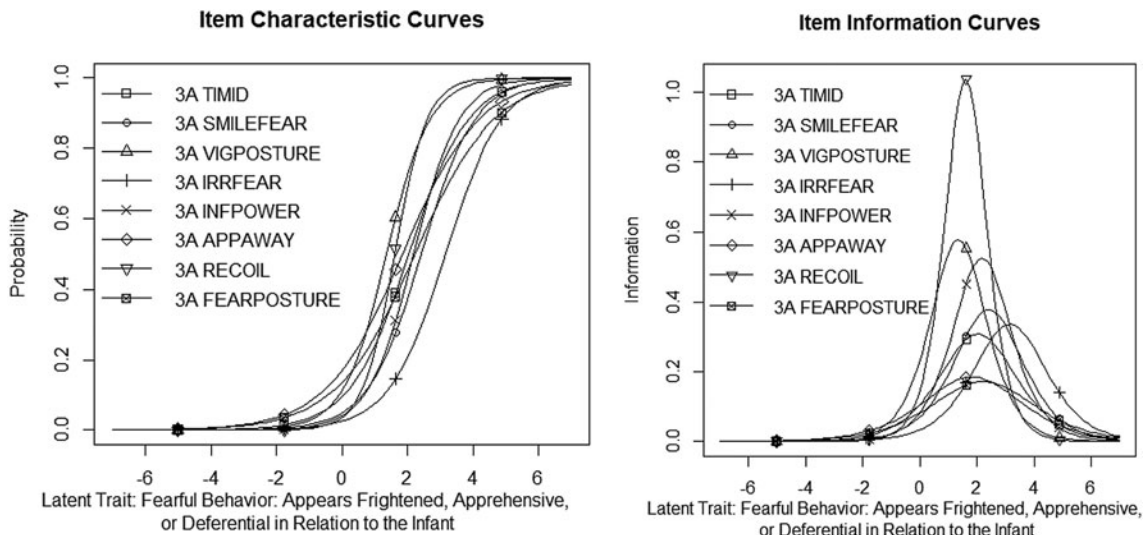 Item Characteristic Curves
1.0
0.8
0.6
0.4
0.2
0.0
Probability
3A TIMID
3A SMILEFEAR
3A VIGPOSTURE
3A IRRFEAR
3A INFPOWER
3A APPAWAY
3A RECOIL
3A FEARPOSTURE
-6 -4 -2 0 2 4 6
Latent Trait: Fearful Behavior: Appears Frightened, Apprehensive,
or Deferential in Relation to the Infant
Item Information Curves
1.0
0.8
0.6
0.4
0.2
0.0
Information
3A TIMID
3A SMILEFEAR
3A VIGPOSTURE
3A IRRFEAR
3A INFPOWER
3A APPAWAY
3A RECOIL
3A FEARPOSTURE
-6 -4 -2 0 2 4 6
Latent Trait: Fearful Behavior: Appears Frightened, Apprehensive,
or Deferential in Relation to the Infant